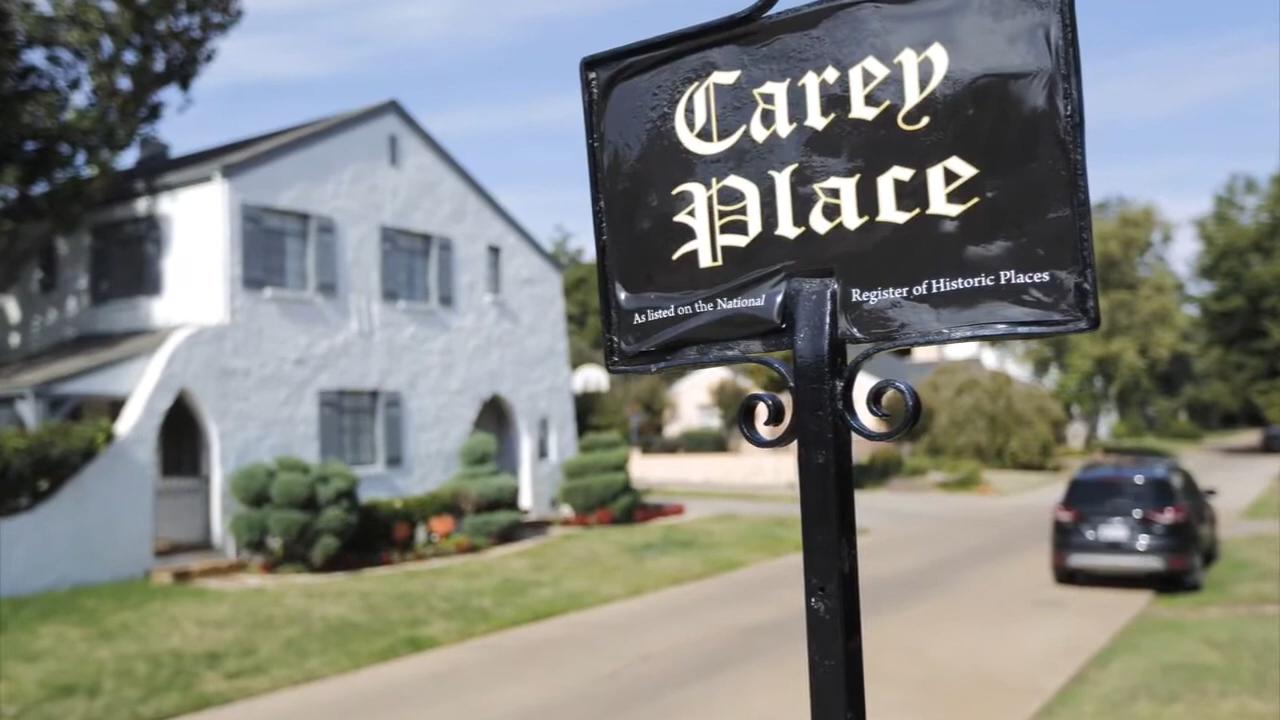 Carey
Place
As listed on the National Register of Historic Places